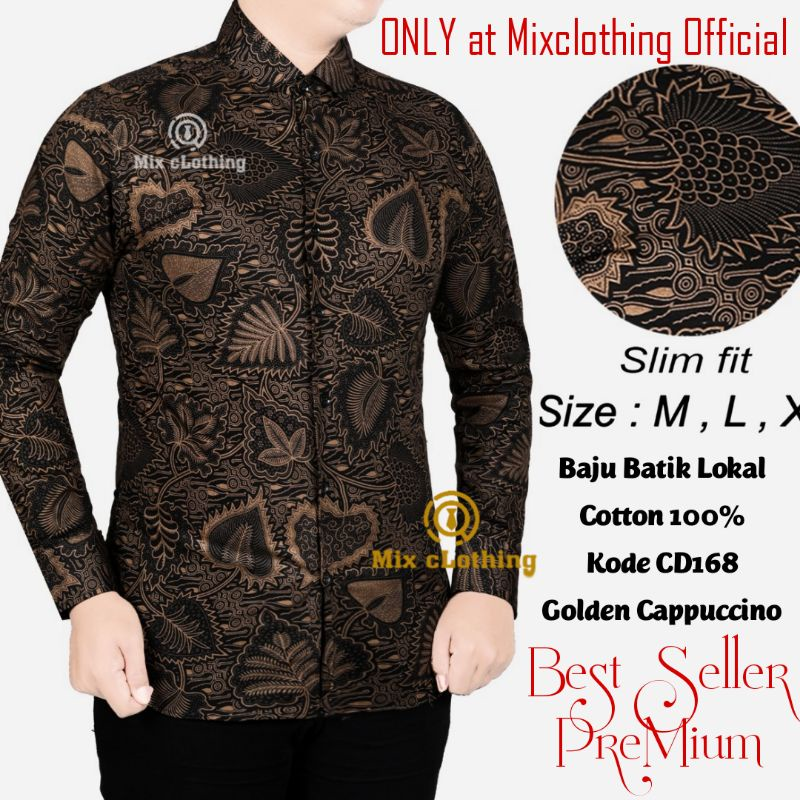 ONLY at Mixclothing Official
Mix cLothing
Slim fit
Size : M , L , X
Baju Batik Lokal
Cotton 100%
Mix cLothing
Kode CD168
Golden Cappuccino
Best Seller
PreMium